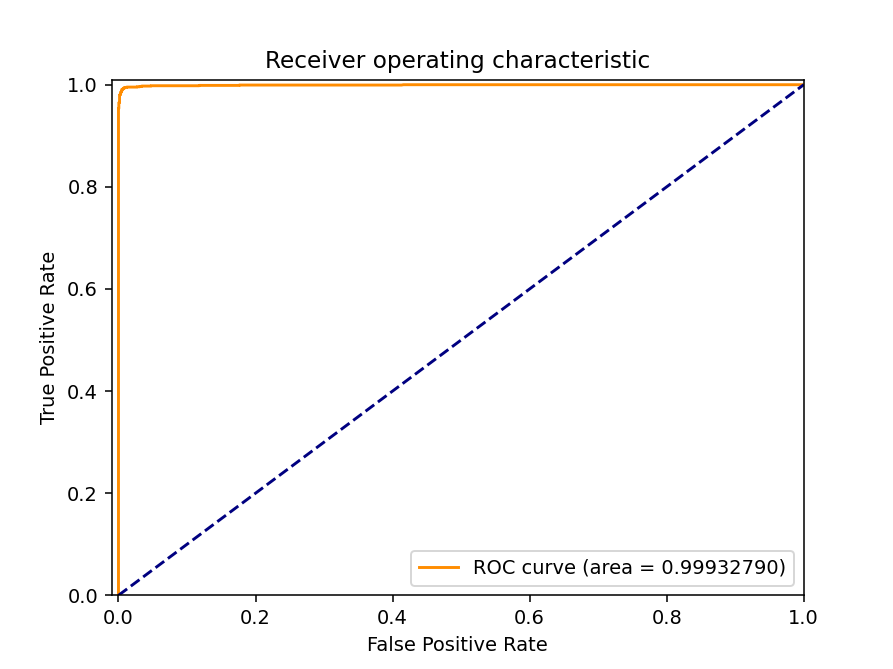 Receiver operating characteristic
True Positive Rate
1.0
0.8
0.6
0.4
0.2
0.0
ROC curve (area = 0.99932790)
0.0 0.2 0.4 0.6 0.8 1.0
False Positive Rate